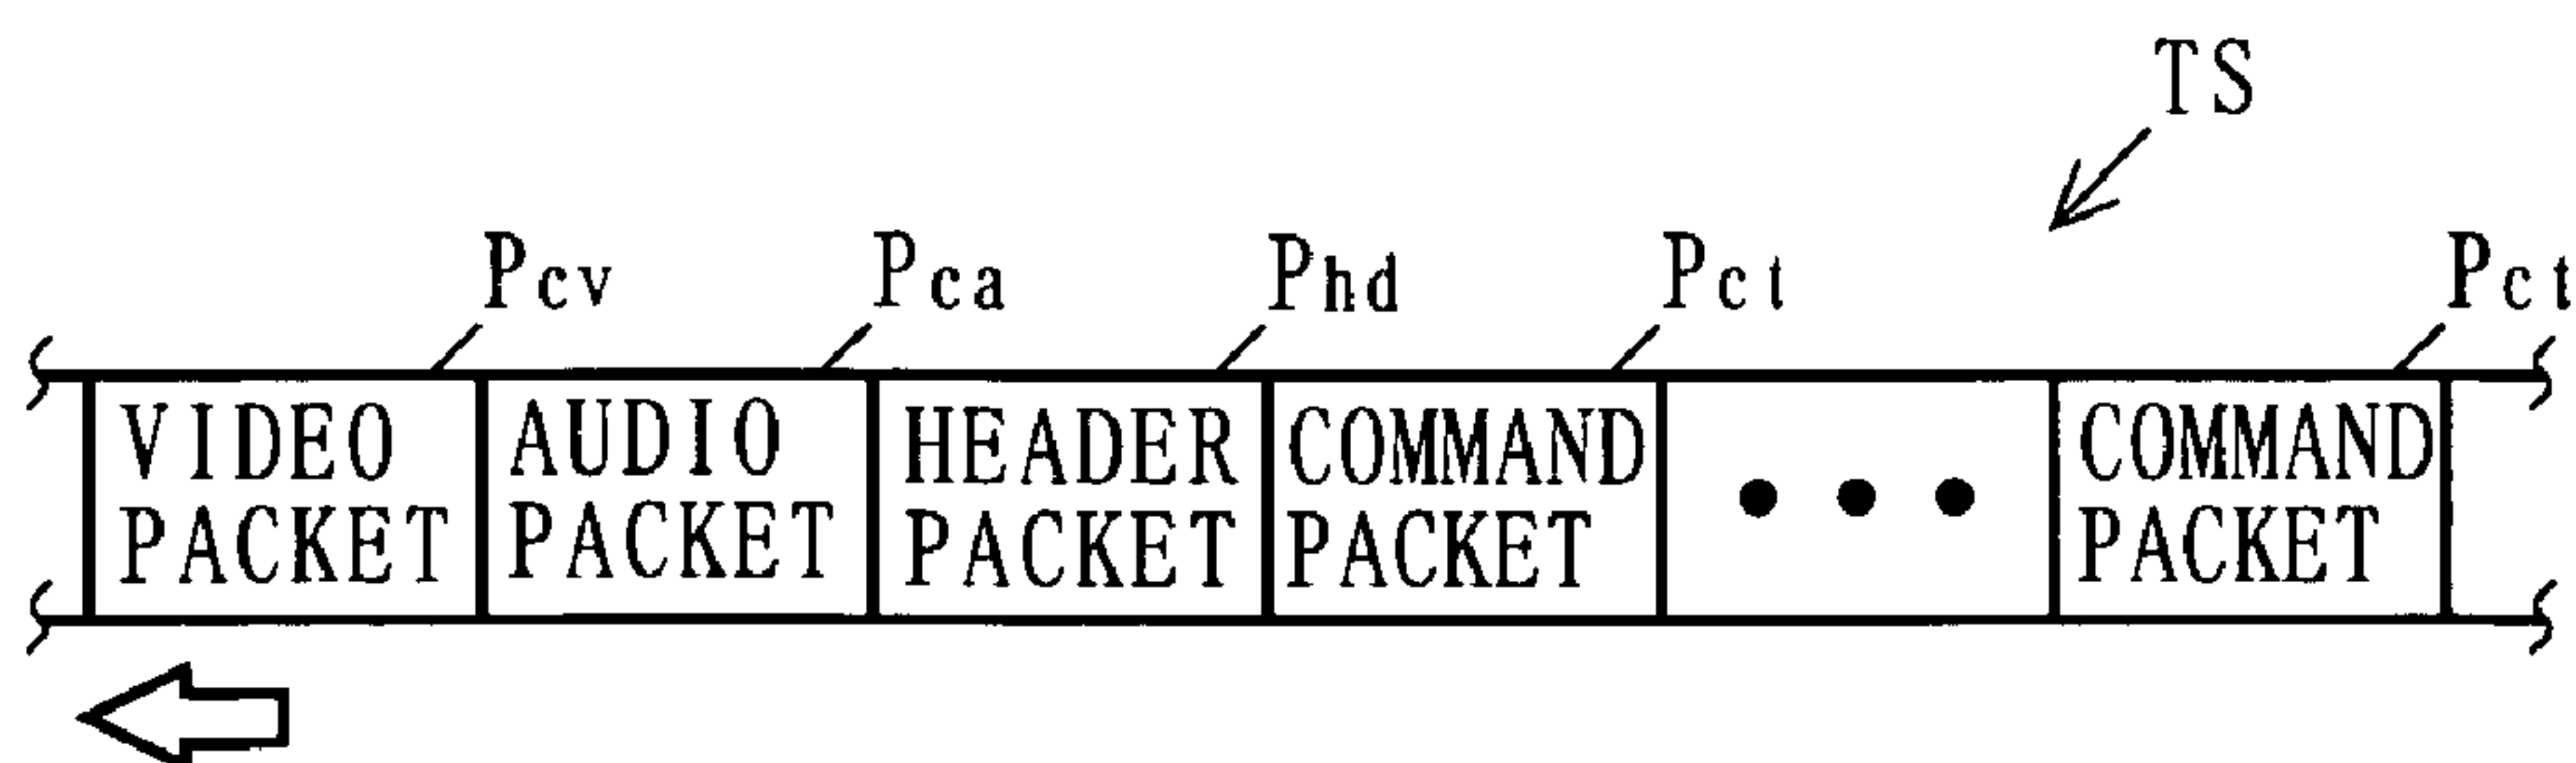 TS
Pcv Pca Phd Pct Pct
VIDEO AUDIO HEADER COMMAND COMMAND
PACKET PACKET PACKET PACKET ••• PACKET